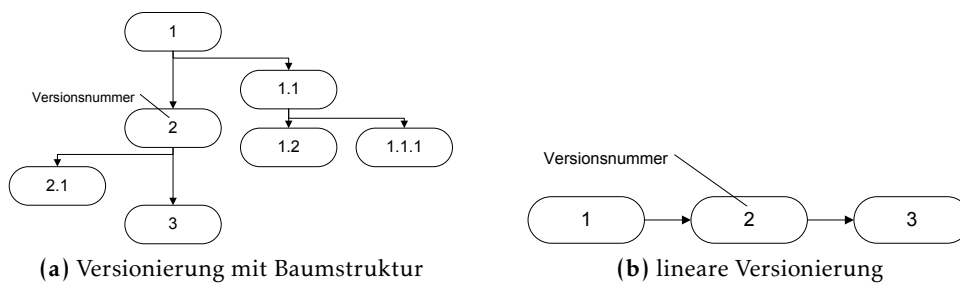 1
1.1
Versionsnummer
2
1.2
1.1.1
2.1
3
(a) Versionierung mit Baumstruktur
Versionsnummer
1
2
3
(b) lineare Versionierung